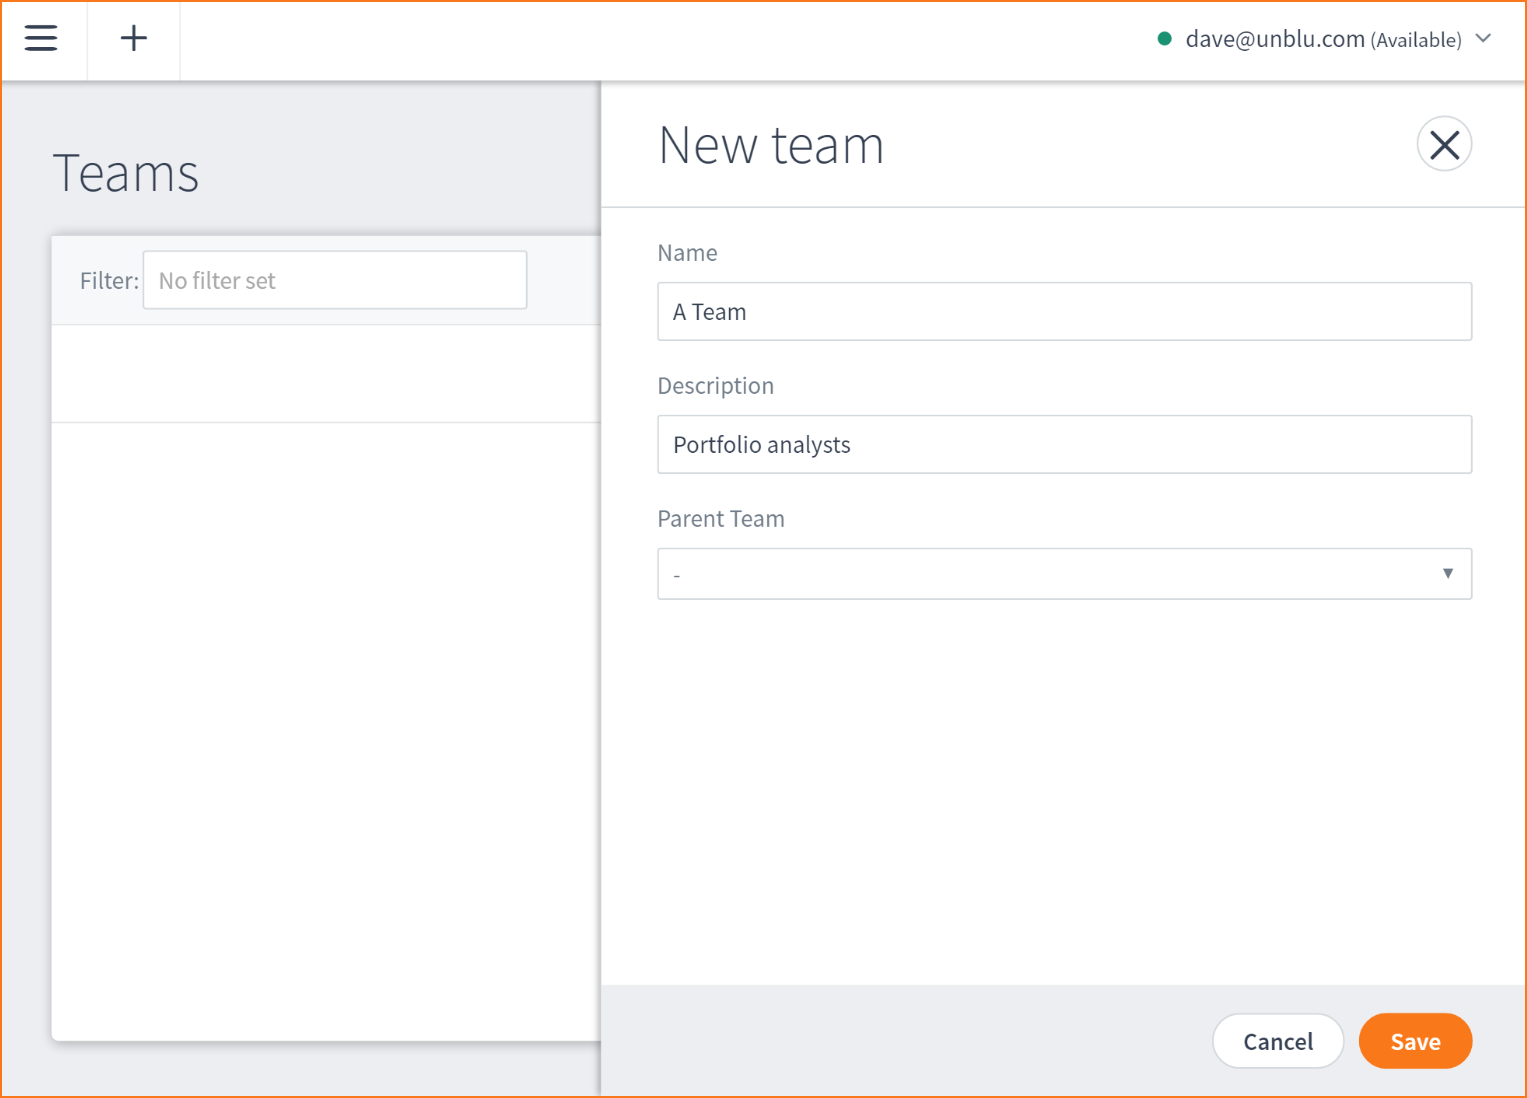 dave@unblu.com (Available)
Teams
Filter: No filter set
New team
Name
A Team
Description
Portfolio analysts
Parent Team
-
Cancel
Save